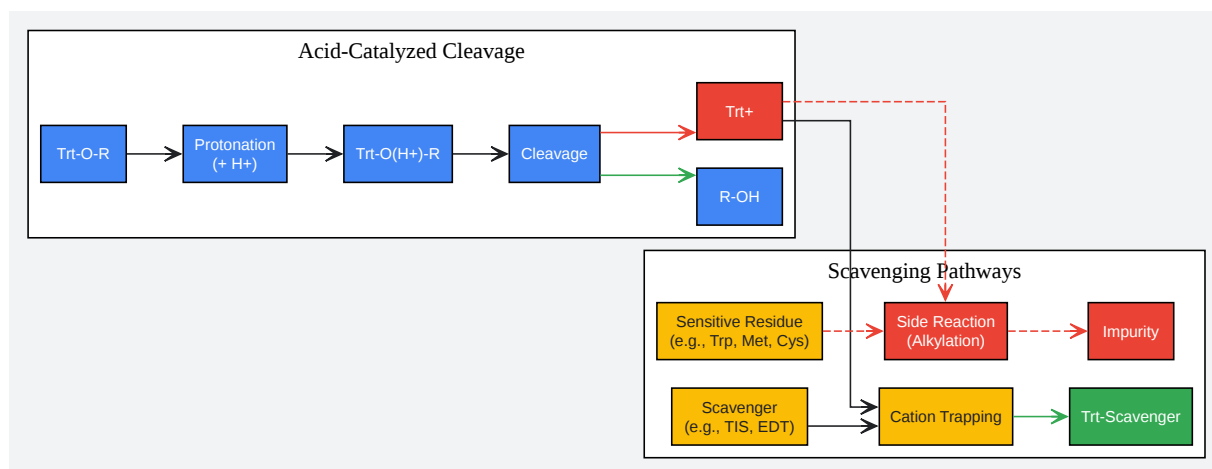 Acid-Catalyzed Cleavage
Trt-O-R
Protonation
(+ H+)
Trt-O(H+)-R
Cleavage
Trt+
R-OH
Scavenging Pathways
Sensitive Residue
(e.g., Trp, Met, Cys)
Side Reaction
(Alkylation)
Impurity
Scavenger
(e.g., TIS, EDT)
Cation Trapping
Trt-Scavenger